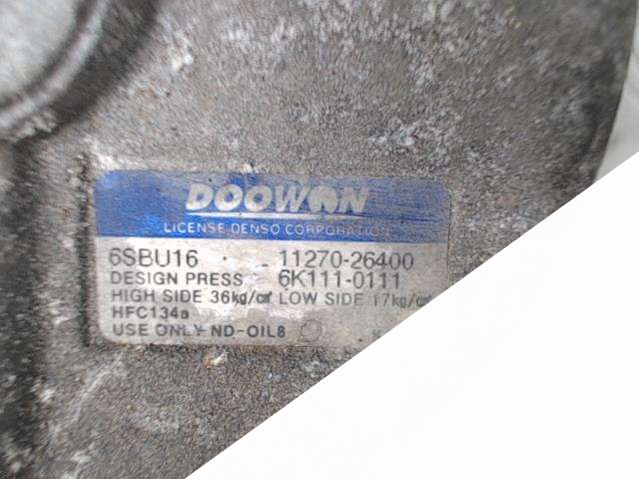 DOOWON
LICENSE DENSO CORPORATION
6SBU16 11270-26400
DESIGN PRESS 6K111-0111
HIGH SIDE 36kg/cm² LOW SIDE 17kg/cm²
HFC134a
USE ONLY ND-OIL8